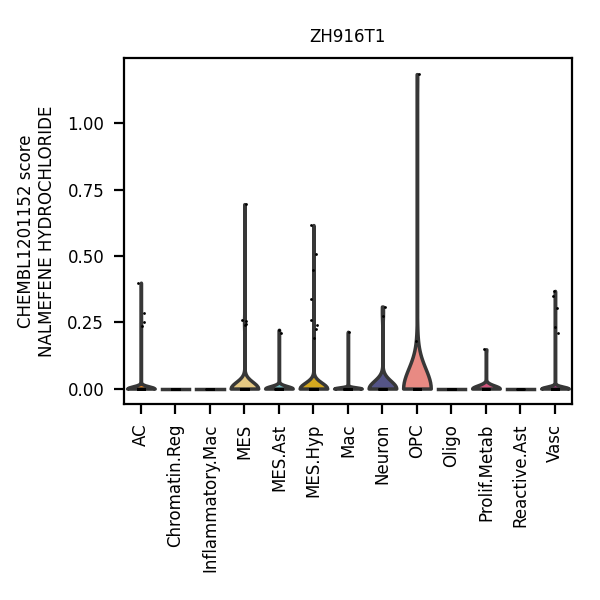 ZH916T1
CHEMBL1201152 score
NALMEFENE HYDROCHLORIDE
1.00
0.75
0.50
0.25
0.00
AC
Chromatin.Reg
Inflammatory.Mac
MES
MES.Ast
MES.Hyp
Mac
Neuron
OPC
Oligo
Prolif.Metab
Reactive.Ast
Vasc